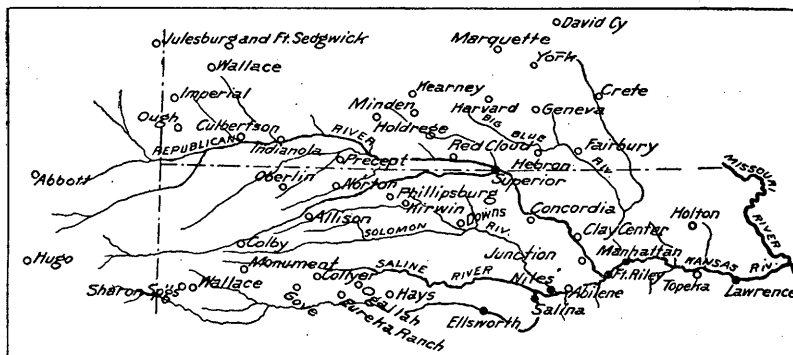 David Cy
Julesburg and Ft. Sedgwick
Marquette
York
Wallace
Kearney
Crete
Imperial
Minden
Harvard
Geneva
Ough
Culbertson
RIVER
Holdrege
BIG BLUE RIV.
REPUBLICAN
Indianola
Red Cloud
Fairbury
Precept
Hebron
MISSOURI RIVER
Abbott
Oberlin
Norton
Superior
Phillipsburg
Kirwin
Allison
Downs
Concordia
Holton
SOLOMON RIV.
Clay Center
Colby
Junction
Manhattan
Hugo
Monument
SALINE RIVER
KANSAS RIV.
Collyer
Niles
Ft. Riley
Topeka
Sharon Spgs
Wallace
Gove
Ogallah
Hays
Abilene
Lawrence
Salina
Eureka Ranch
Ellsworth